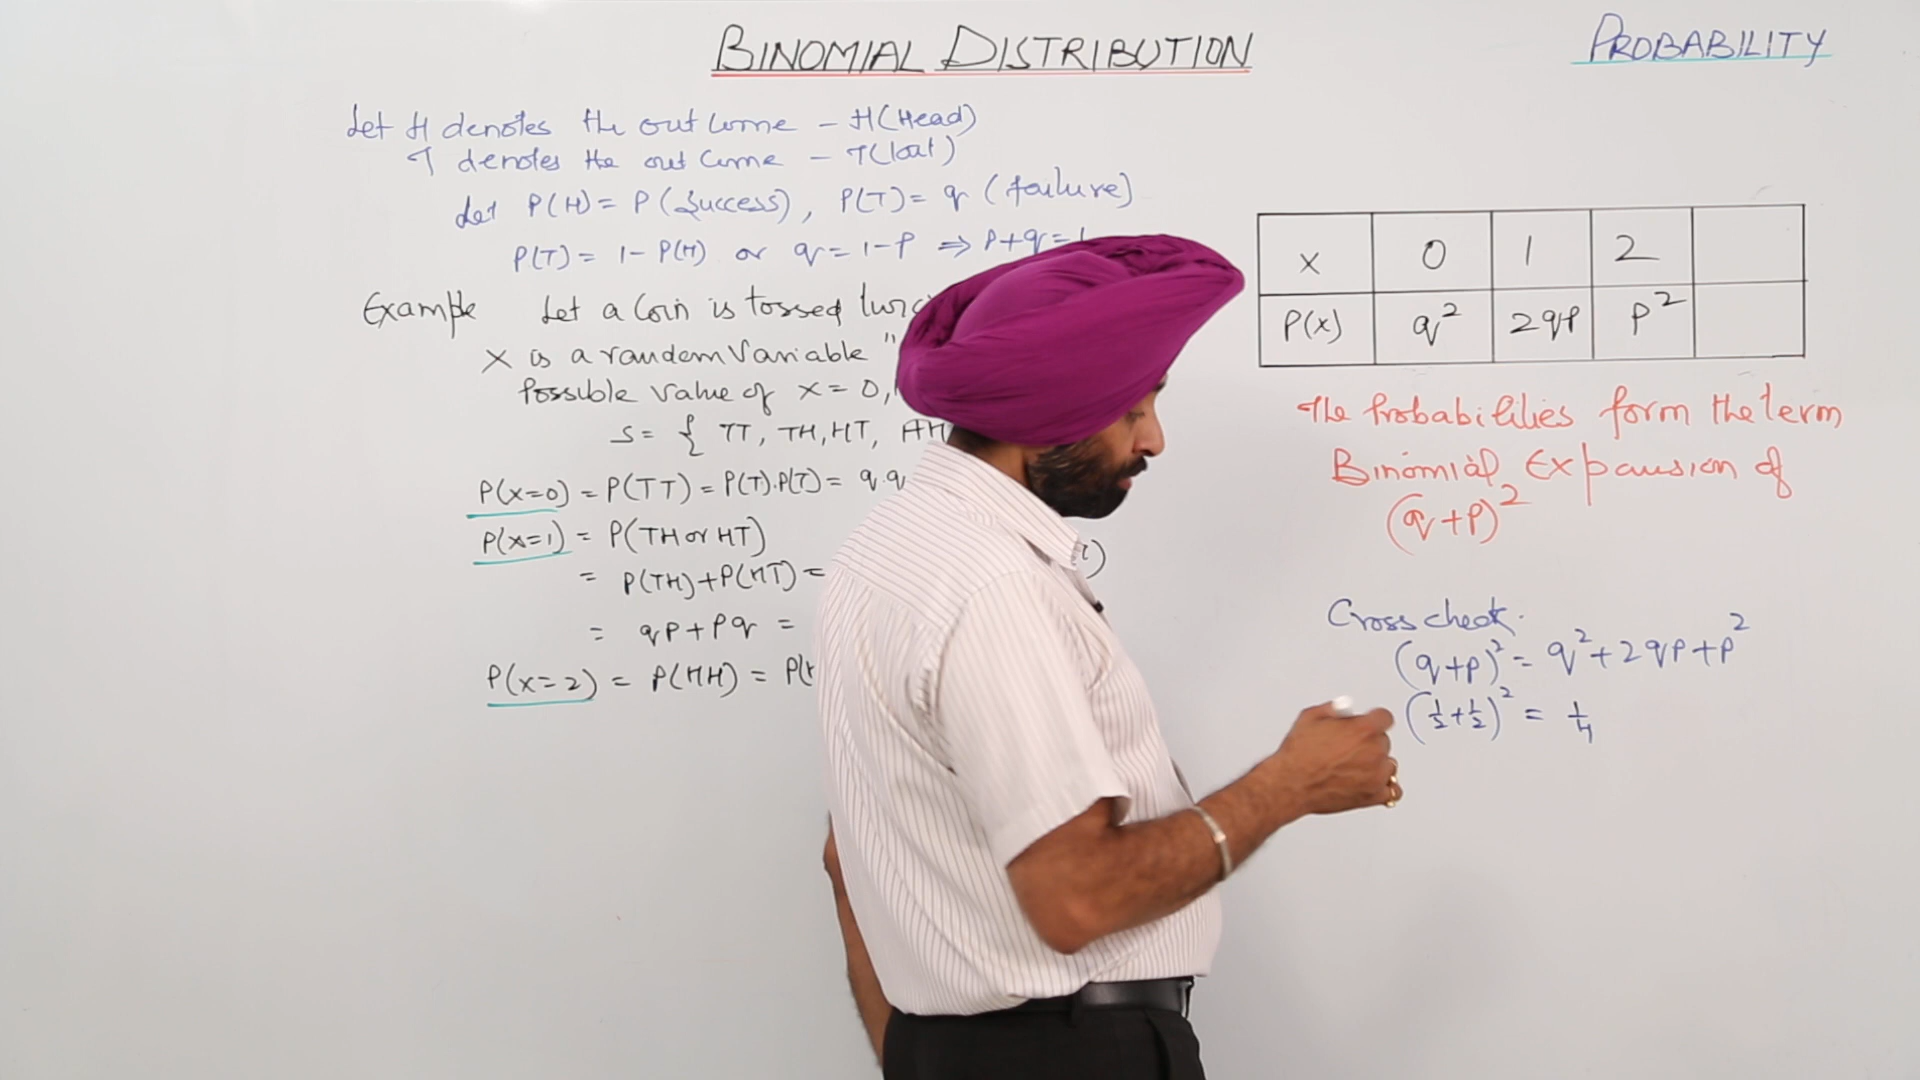 BINOMIAL DISTRIBUTION
PROBABILITY
Let H denotes the out come - H(Head)
T denotes the out come - T(Tail)
Let P(H) = P (Success), P(T) = q (failure)
P(T) = 1-P(H) or q = 1-P ⇒ P+q=1
Example Let a Coin is tossed
X is a random Variable "
Possible Value of X = 0,
S = { TT, TH, HT, HH
P(X=0) = P(TT) = P(T).P(T) = q.q
P(X=1) = P(TH or HT)
= P(TH)+P(HT) =
= qP+Pq =
P(X=2) = P(HH) =
X 0 1 2
P(X) q² 2qP P²
The Probabilities form the term
Binomial Expansion of
(q+P)²
Cross check.
(q+P)² = q²+2qP+P²
(1/2+1/2)² = 1/4